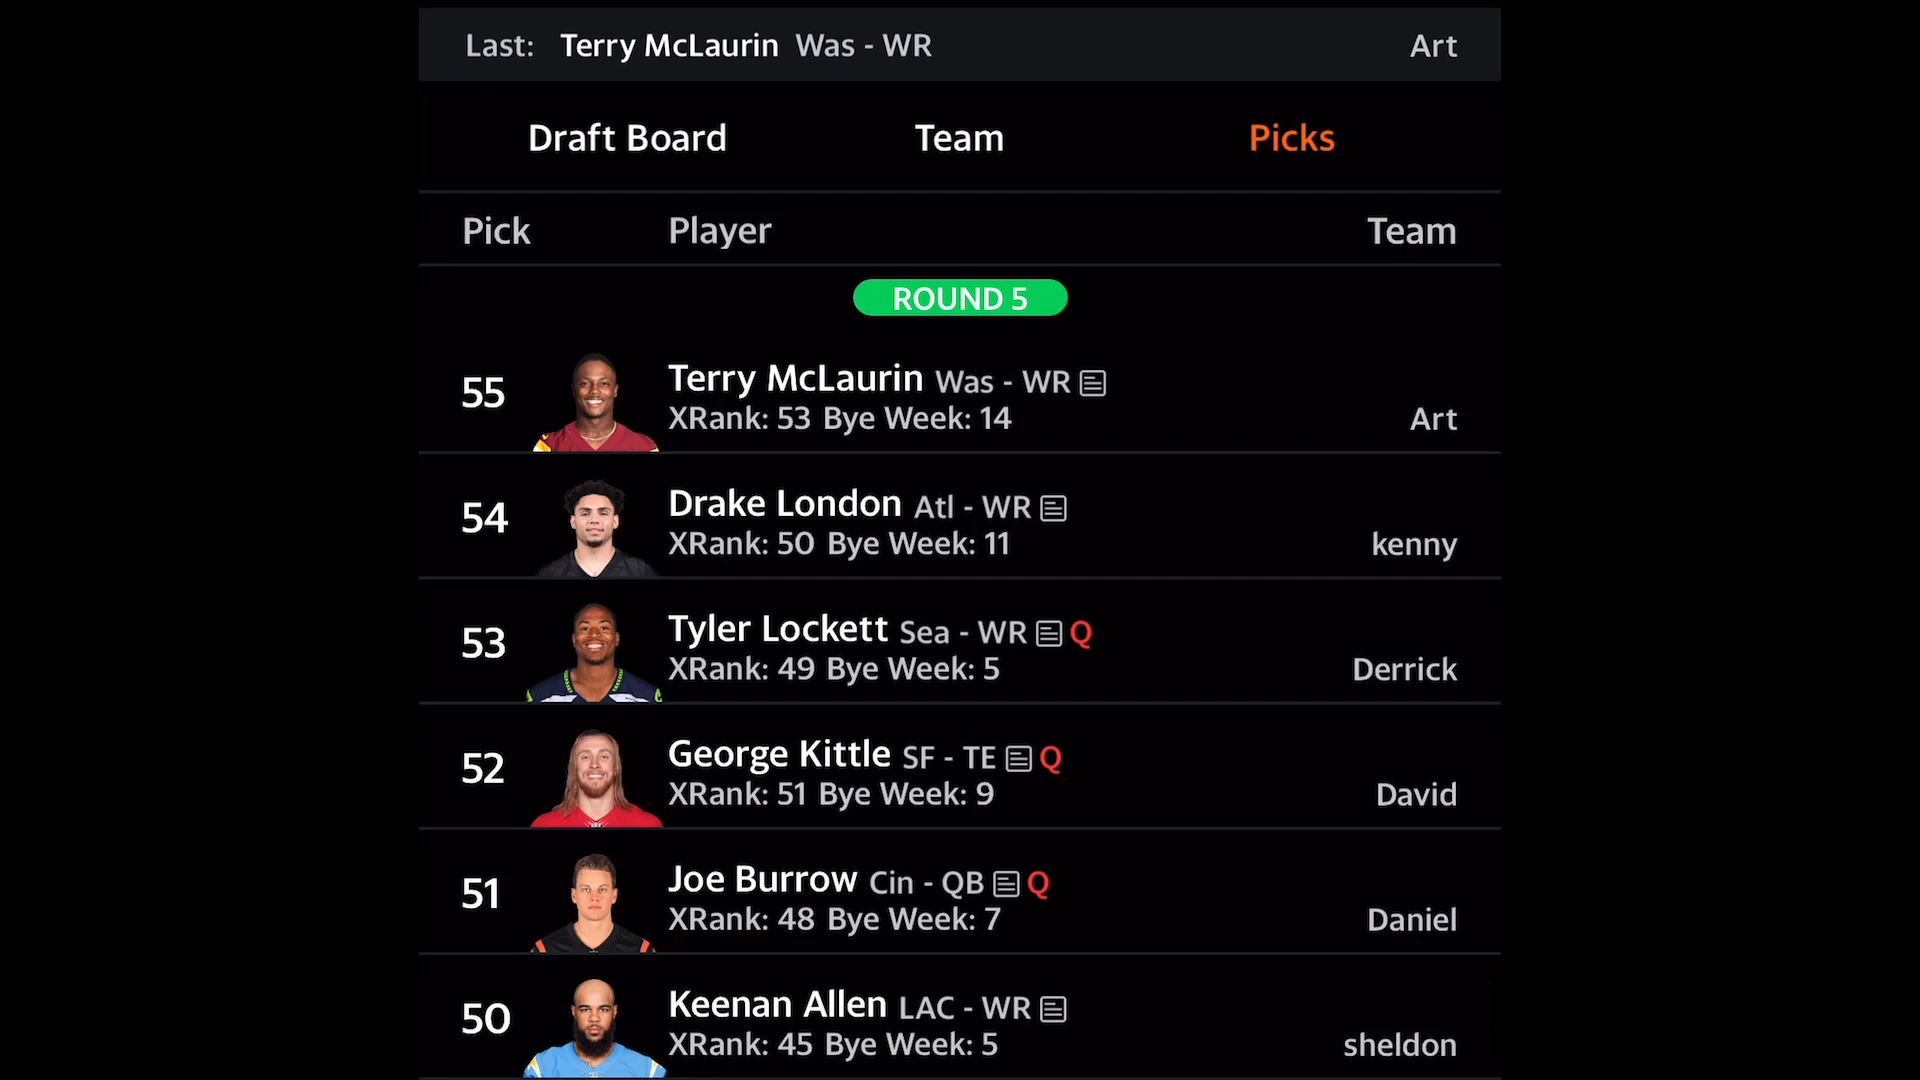 Last: Terry McLaurin Was - WR Art
Draft Board Team Picks
Pick Player Team
ROUND 5
55 Terry McLaurin Was - WR
XRank: 53 Bye Week: 14 Art
54 Drake London Atl - WR
XRank: 50 Bye Week: 11 kenny
53 Tyler Lockett Sea - WR Q
XRank: 49 Bye Week: 5 Derrick
52 George Kittle SF - TE Q
XRank: 51 Bye Week: 9 David
51 Joe Burrow Cin - QB Q
XRank: 48 Bye Week: 7 Daniel
50 Keenan Allen LAC - WR
XRank: 45 Bye Week: 5 sheldon